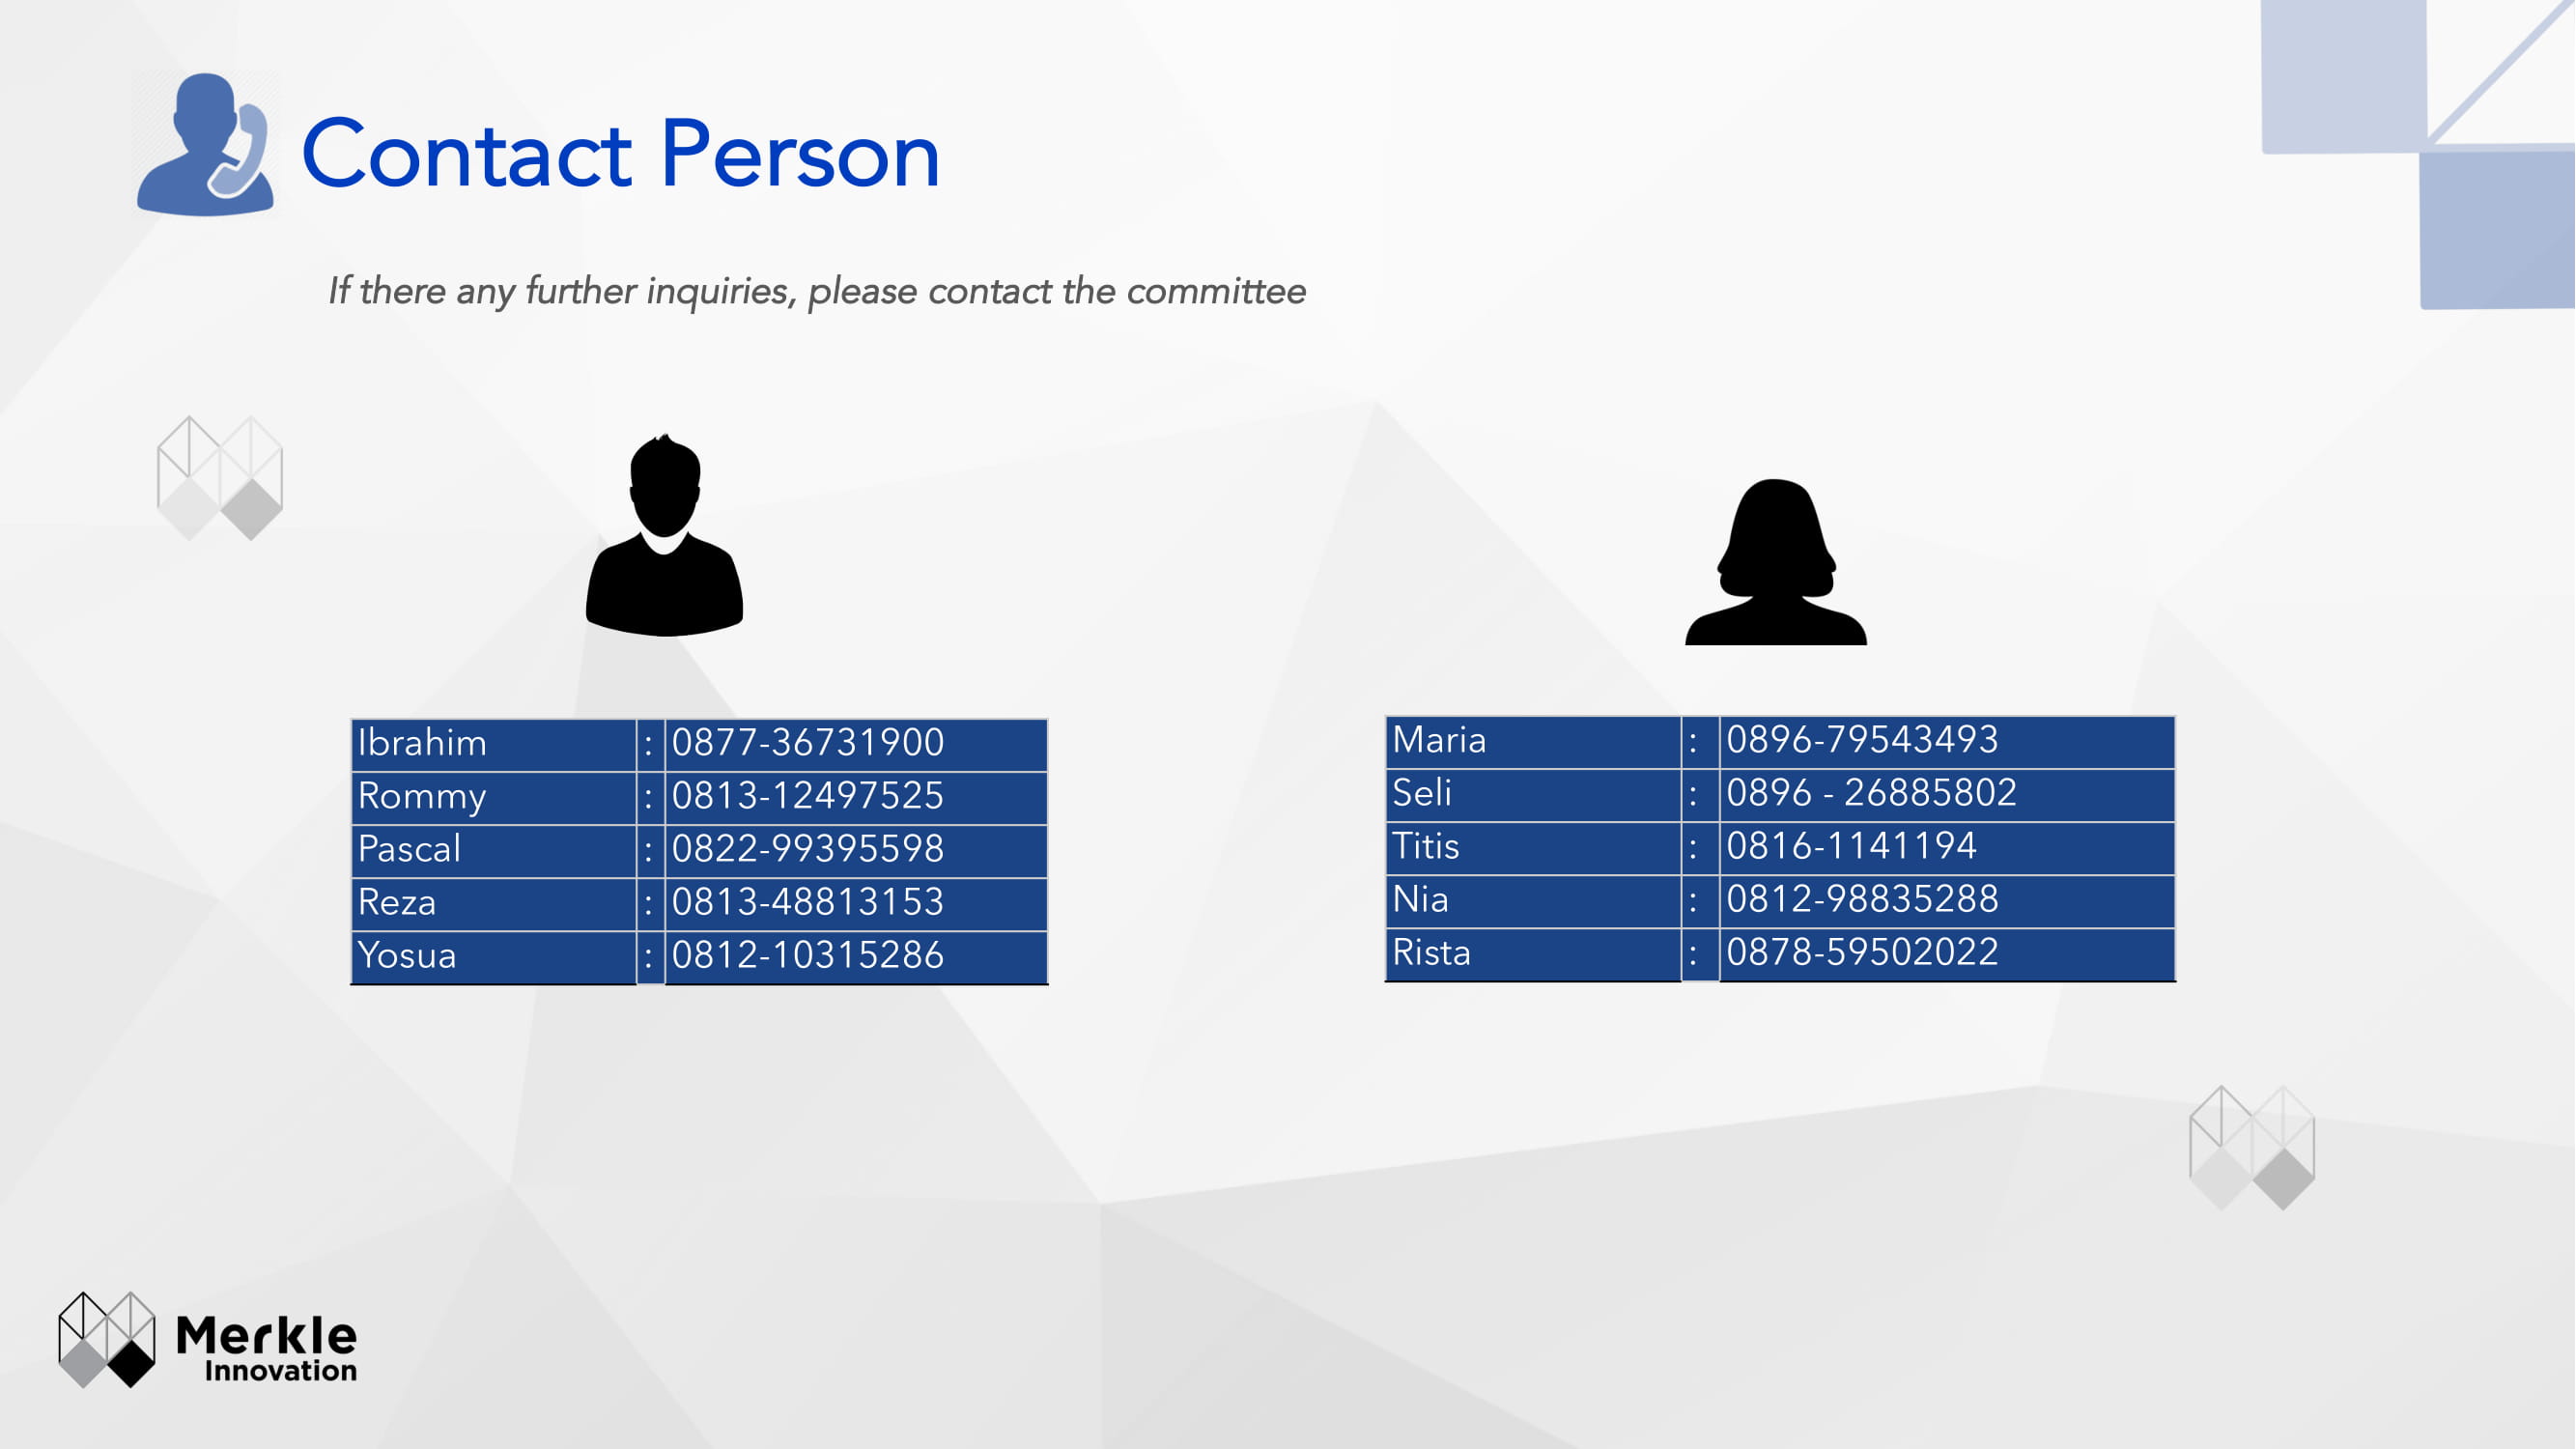 Contact Person
If there any further inquiries, please contact the committee
Ibrahim : 0877-36731900
Rommy : 0813-12497525
Pascal : 0822-99395598
Reza : 0813-48813153
Yosua : 0812-10315286
Maria : 0896-79543493
Seli : 0896 - 26885802
Titis : 0816-1141194
Nia : 0812-98835288
Rista : 0878-59502022
Merkle
Innovation